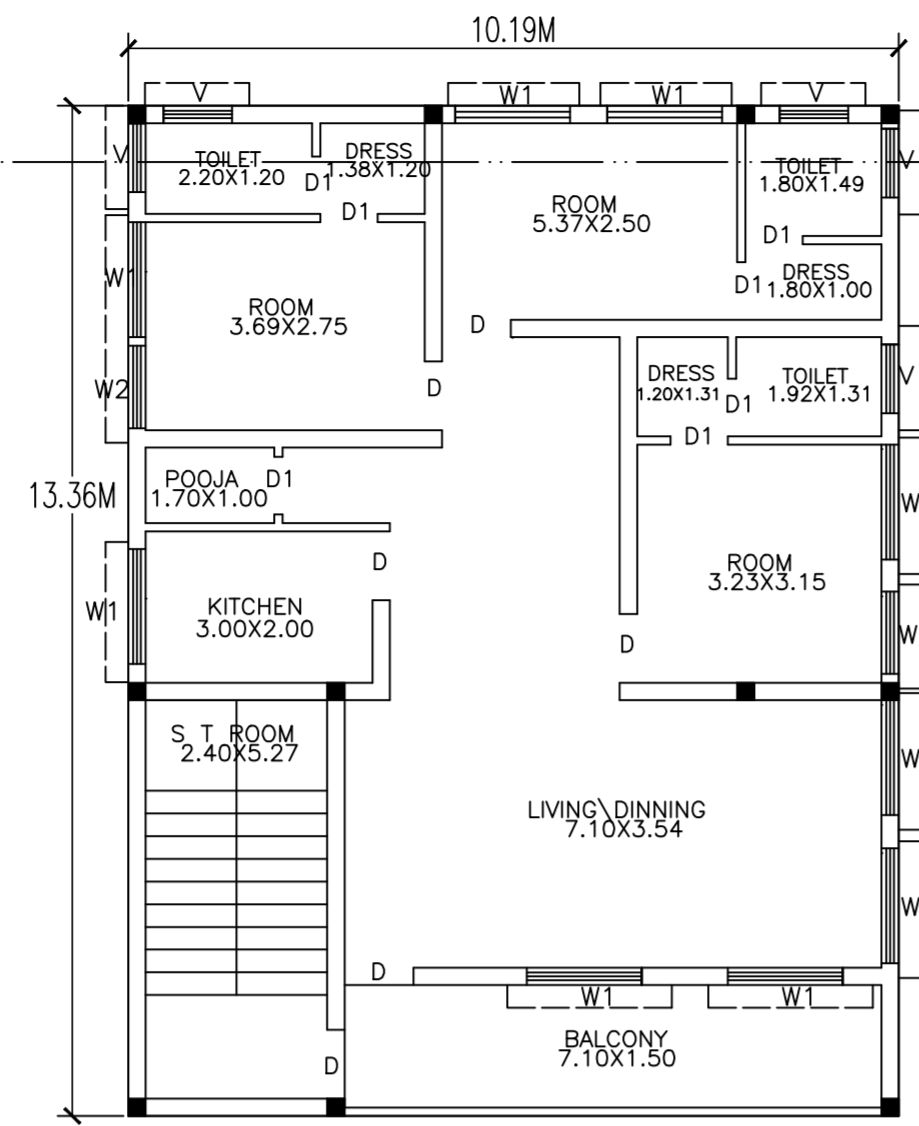 10.19M
V
W1
W1
V
V
TOILET
2.20X1.20
D1
DRESS
1.38X1.20
D1
ROOM
5.37X2.50
TOILET
1.80X1.49
V
D1
D1
DRESS
1.80X1.00
W1
ROOM
3.69X2.75
D
W2
D
DRESS
1.20X1.31
D1
TOILET
1.92X1.31
V
D1
13.36M
POOJA
1.70X1.00
D1
W
D
ROOM
3.23X3.15
W1
KITCHEN
3.00X2.00
D
W
S T ROOM
2.40X5.27
W
LIVING\DINNING
7.10X3.54
W
D
W1
W1
D
BALCONY
7.10X1.50